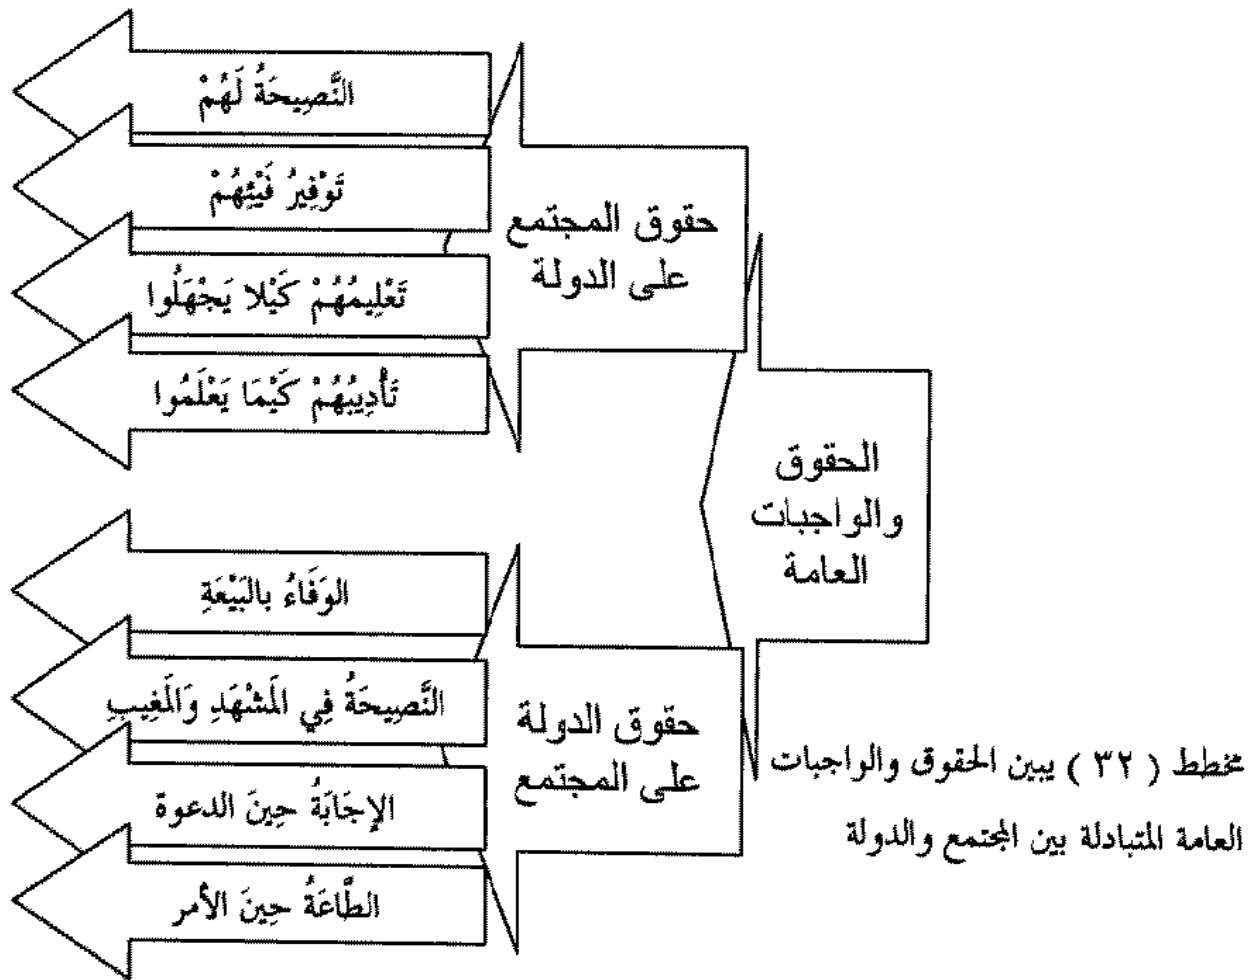 الحقوق
والواجبات
العامة
حقوق المجتمع
على الدولة
النَّصِيحَةُ لَهُمْ
تَوْفِيرُ فَيْئِهُمْ
تَعْلِيمُهُمْ كَيْلا يَجْهَلُوا
تَأْدِيبُهُمْ كَيْمَا يَعْلَمُوا
حقوق الدولة
على المجتمع
الوَفَاءُ بالبَيْعَةِ
النَّصِيحَةُ فِي المَشْهَدِ وَالمَغِيبِ
الإِجَابَةُ حِينَ الدعوة
الطَّاعَةُ حِينَ الأمر
مخطط ( ٣٢ ) يبين الحقوق والواجبات
العامة المتبادلة بين المجتمع والدولة